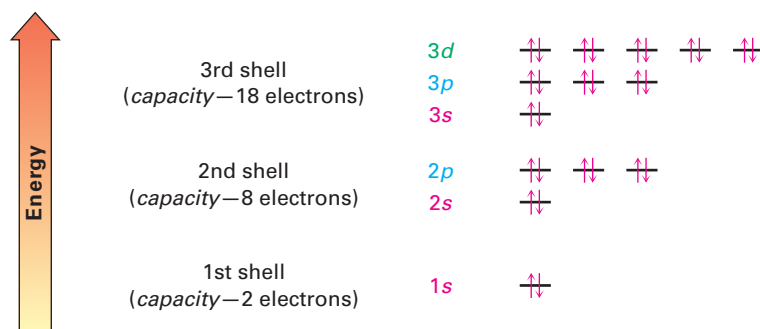 Energy
3rd shell
(capacity—18 electrons)
3d
3p
3s
2nd shell
(capacity—8 electrons)
2p
2s
1st shell
(capacity—2 electrons)
1s